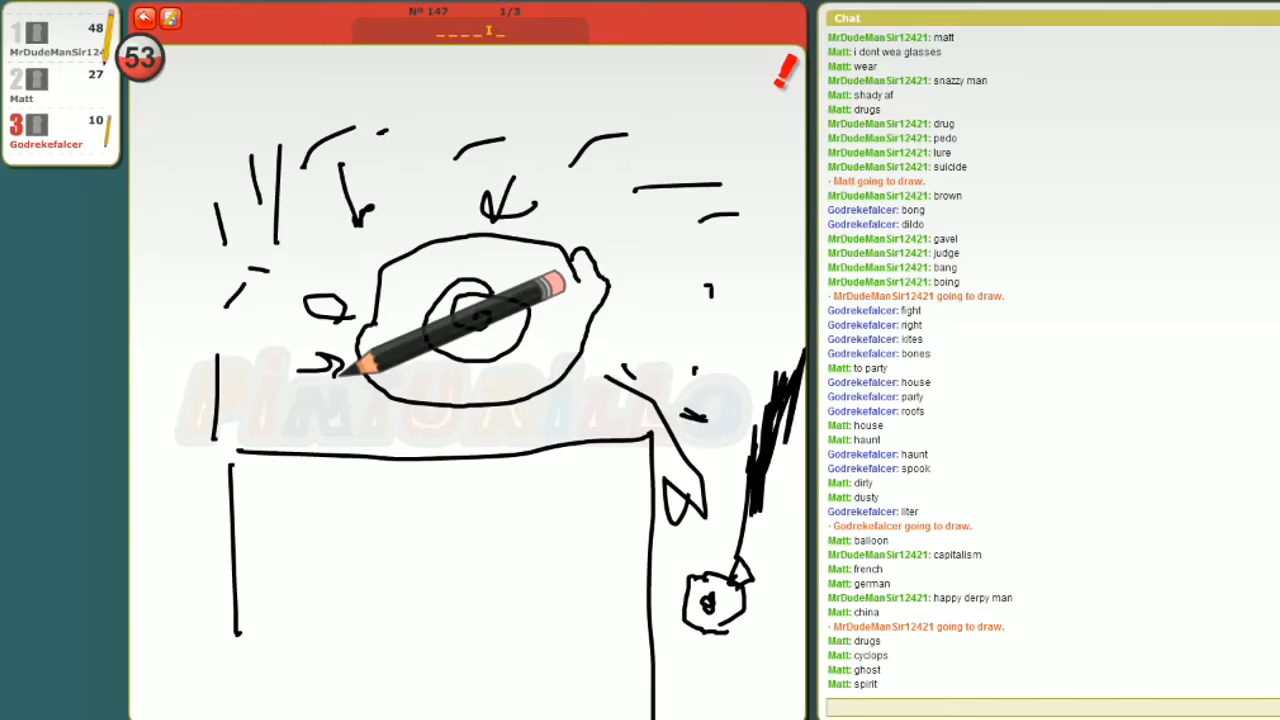 Nº 147 1/3
_ _ _ _ I _
53
1 48
MrDudeManSir124
2 27
Matt
3 10
Godrekefalcer
Chat
MrDudeManSir12421: matt
Matt: i dont wea glasses
Matt: wear
MrDudeManSir12421: snazzy man
Matt: shady af
Matt: drugs
MrDudeManSir12421: drug
MrDudeManSir12421: pedo
MrDudeManSir12421: lure
MrDudeManSir12421: suicide
· Matt going to draw.
MrDudeManSir12421: brown
Godrekefalcer: bong
Godrekefalcer: dildo
MrDudeManSir12421: gavel
MrDudeManSir12421: judge
MrDudeManSir12421: bang
MrDudeManSir12421: boing
· MrDudeManSir12421 going to draw.
Godrekefalcer: fight
Godrekefalcer: right
Godrekefalcer: kites
Godrekefalcer: bones
Matt: to party
Godrekefalcer: house
Godrekefalcer: party
Godrekefalcer: roofs
Matt: house
Matt: haunt
Godrekefalcer: haunt
Godrekefalcer: spook
Matt: dirty
Matt: dusty
Godrekefalcer: liter
· Godrekefalcer going to draw.
Matt: balloon
MrDudeManSir12421: capitalism
Matt: french
Matt: german
MrDudeManSir12421: happy derpy man
Matt: china
· MrDudeManSir12421 going to draw.
Matt: drugs
Matt: cyclops
Matt: ghost
Matt: spirit